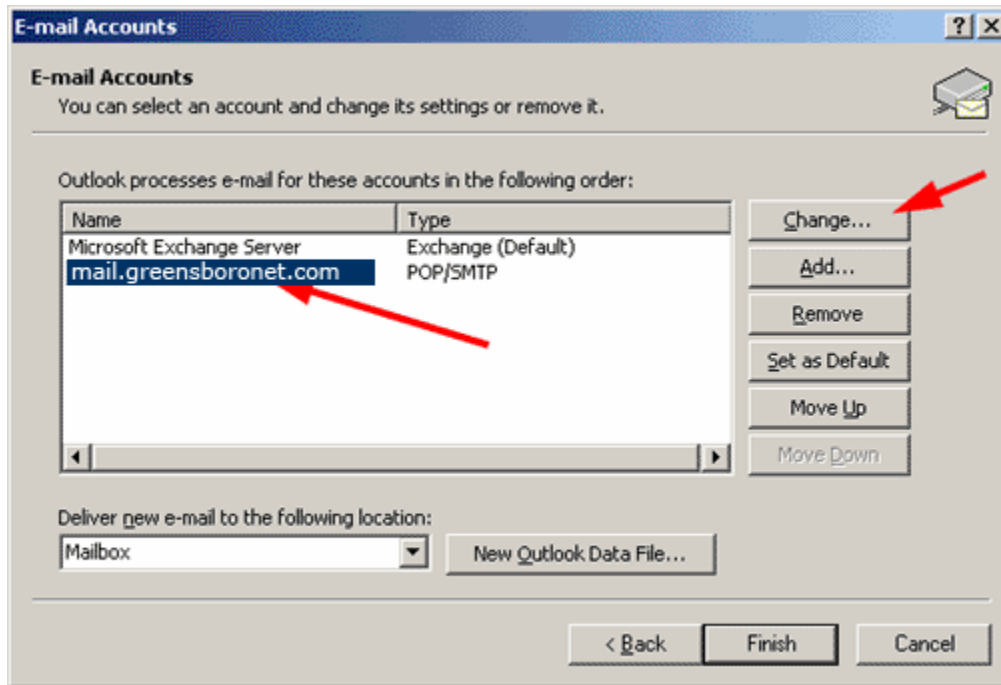 E-mail Accounts
E-mail Accounts
You can select an account and change its settings or remove it.
Outlook processes e-mail for these accounts in the following order:
Name Type
Microsoft Exchange Server Exchange (Default)
mail.greensboronet.com POP/SMTP
Change...
Add...
Remove
Set as Default
Move Up
Move Down
Deliver new e-mail to the following location:
Mailbox New Outlook Data File...
< Back Finish Cancel